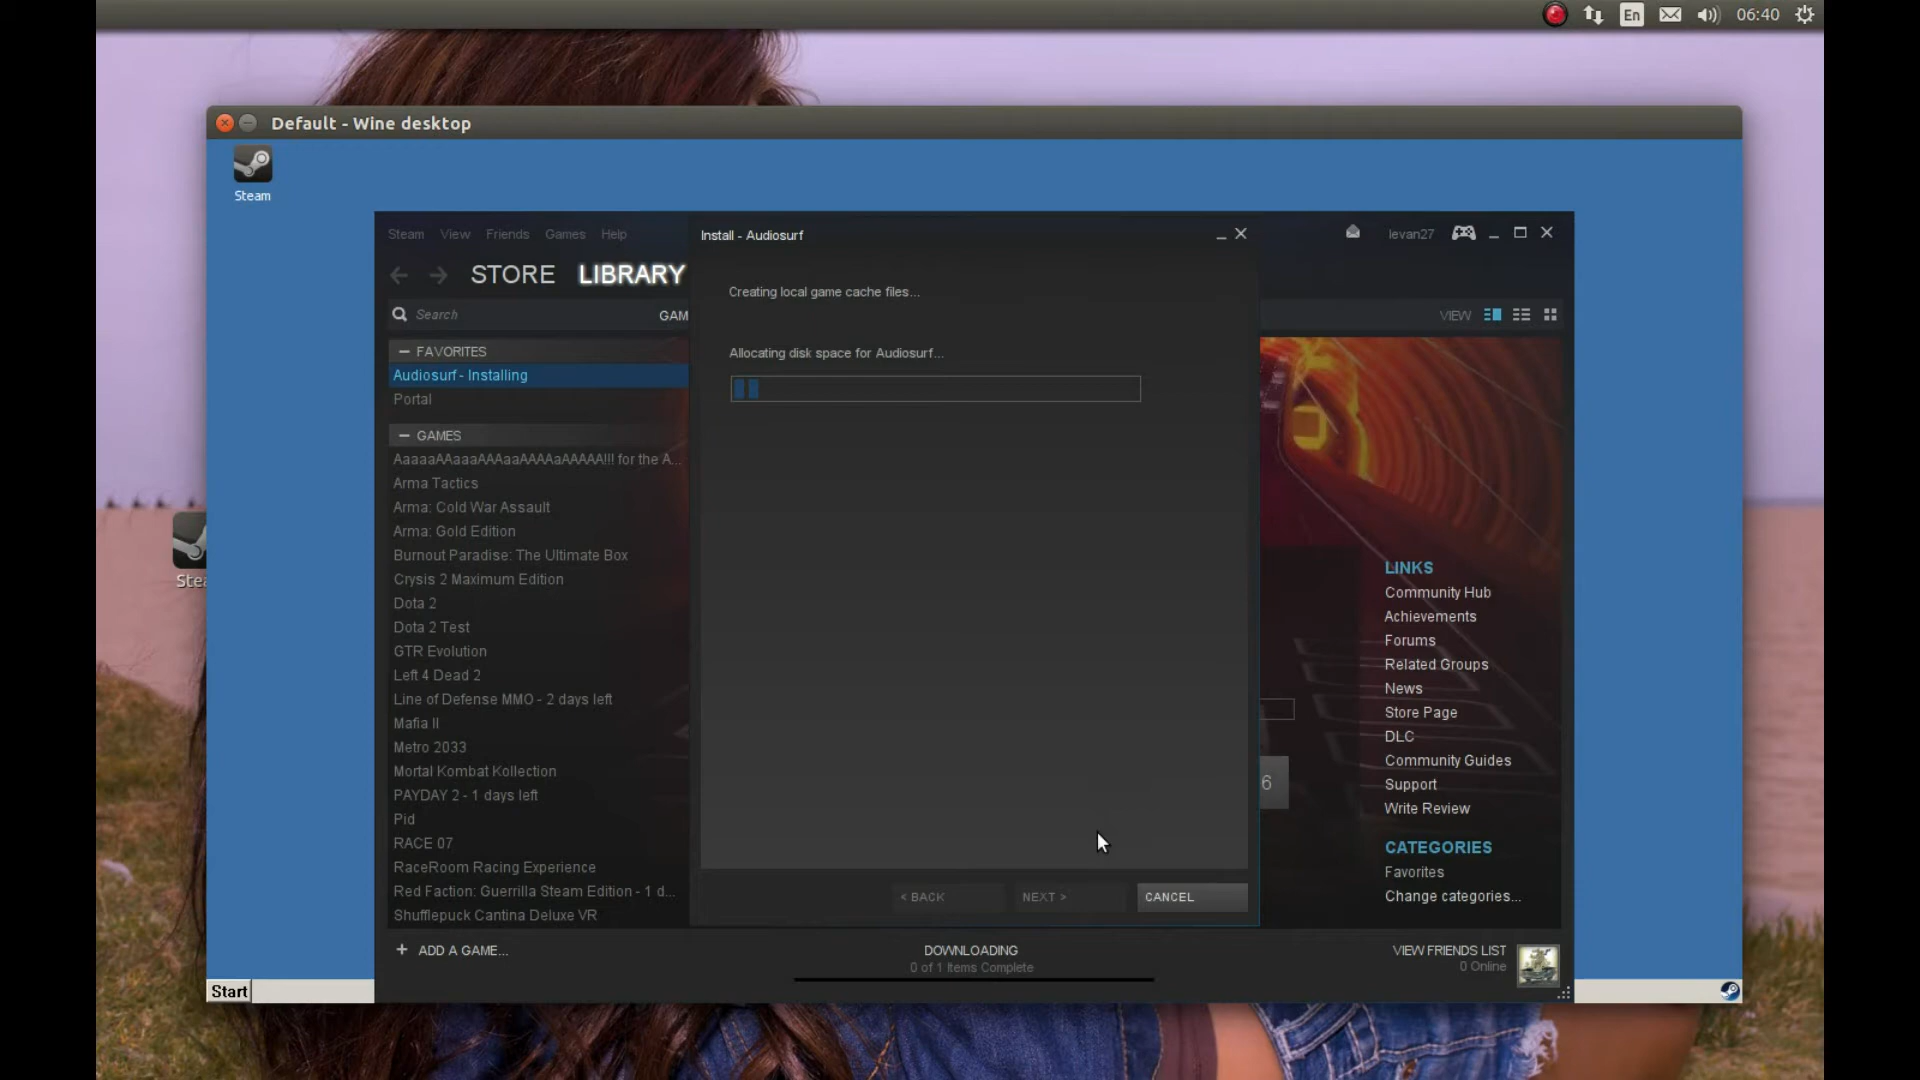 En
06:40
Default - Wine desktop
Steam
Stea
Steam View Friends Games Help
Install - Audiosurf
levan27
STORE LIBRARY
Search
GAM
VIEW
Creating local game cache files...
Allocating disk space for Audiosurf...
FAVORITES
Audiosurf - Installing
Portal
GAMES
AaaaaAAaaaAAAaaAAAAaAAAAA!!! for the A...
Arma Tactics
Arma: Cold War Assault
Arma: Gold Edition
Burnout Paradise: The Ultimate Box
Crysis 2 Maximum Edition
Dota 2
Dota 2 Test
GTR Evolution
Left 4 Dead 2
Line of Defense MMO - 2 days left
Mafia II
Metro 2033
Mortal Kombat Kollection
PAYDAY 2 - 1 days left
Pid
RACE 07
RaceRoom Racing Experience
Red Faction: Guerrilla Steam Edition - 1 d...
Shufflepuck Cantina Deluxe VR
6
LINKS
Community Hub
Achievements
Forums
Related Groups
News
Store Page
DLC
Community Guides
Support
Write Review
CATEGORIES
Favorites
Change categories...
< BACK
NEXT >
CANCEL
+ ADD A GAME...
DOWNLOADING
0 of 1 Items Complete
VIEW FRIENDS LIST
0 Online
Start